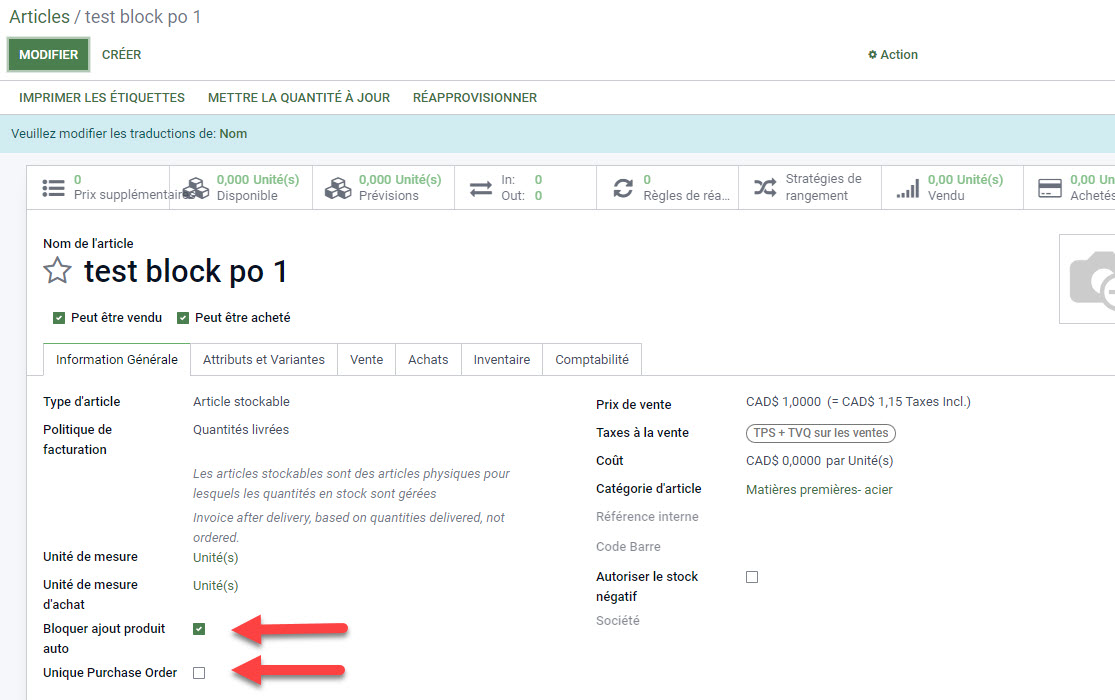 Articles / test block po 1
MODIFIER CRÉER
Action
IMPRIMER LES ÉTIQUETTES METTRE LA QUANTITÉ À JOUR RÉAPPROVISIONNER
Veuillez modifier les traductions de: Nom
0
Prix supplémentaires
0,000 Unité(s)
Disponible
0,000 Unité(s)
Prévisions
In: 0
Out: 0
0
Règles de réa...
Stratégies de
rangement
0,00 Unité(s)
Vendu
0,00 Un
Achetés
Nom de l'article
test block po 1
Peut être vendu Peut être acheté
Information Générale Attributs et Variantes Vente Achats Inventaire Comptabilité
Type d'article Article stockable
Politique de
facturation
Quantités livrées
Les articles stockables sont des articles physiques pour
lesquels les quantités en stock sont gérées
Invoice after delivery, based on quantities delivered, not
ordered.
Unité de mesure Unité(s)
Unité de mesure
d'achat
Unité(s)
Bloquer ajout produit
auto
Unique Purchase Order
Prix de vente CAD$ 1,0000 (= CAD$ 1,15 Taxes Incl.)
Taxes à la vente TPS + TVQ sur les ventes
Coût CAD$ 0,0000 par Unité(s)
Catégorie d'article Matières premières- acier
Référence interne
Code Barre
Autoriser le stock
négatif
Société